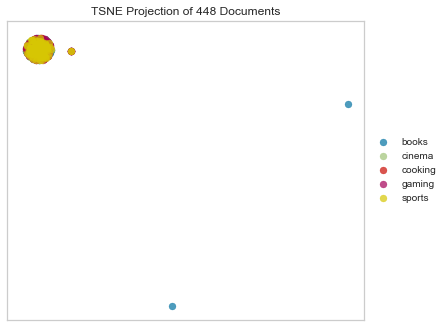 TSNE Projection of 448 Documents
books
cinema
cooking
gaming
sports